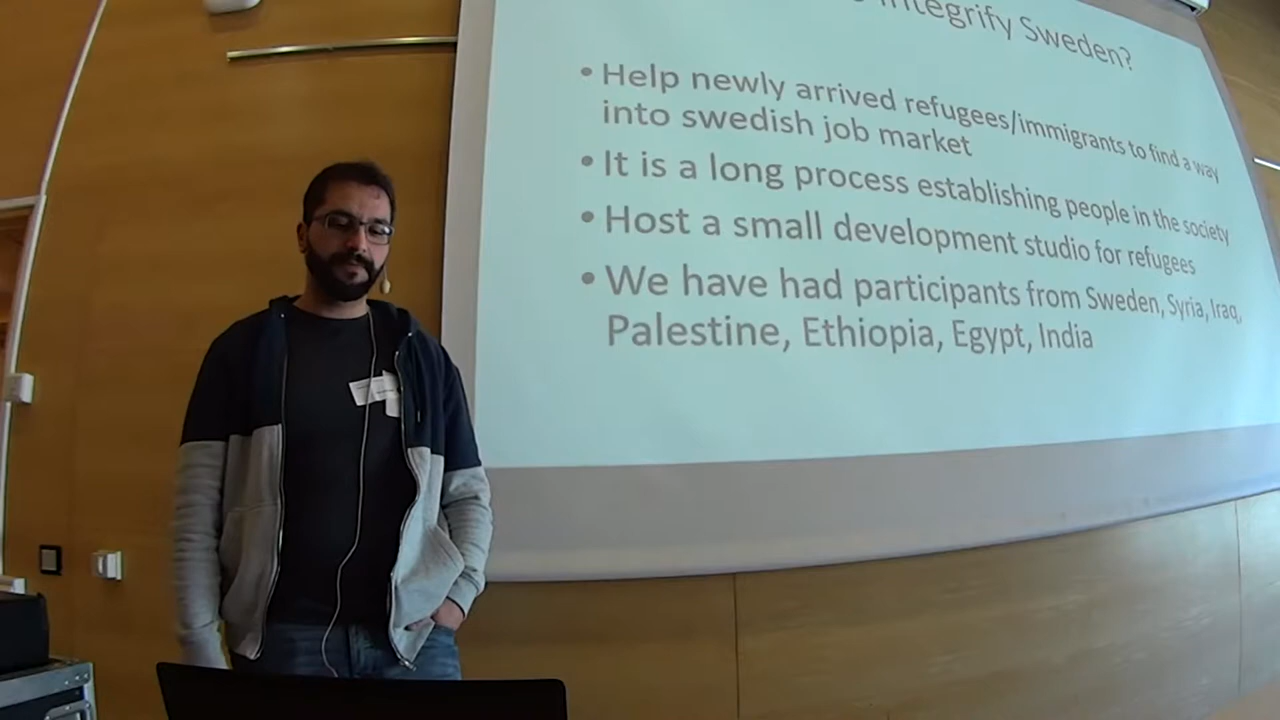 Integrify Sweden?
• Help newly arrived refugees/immigrants to find a way
into swedish job market
• It is a long process establishing people in the society
• Host a small development studio for refugees
• We have had participants from Sweden, Syria, Iraq,
Palestine, Ethiopia, Egypt, India